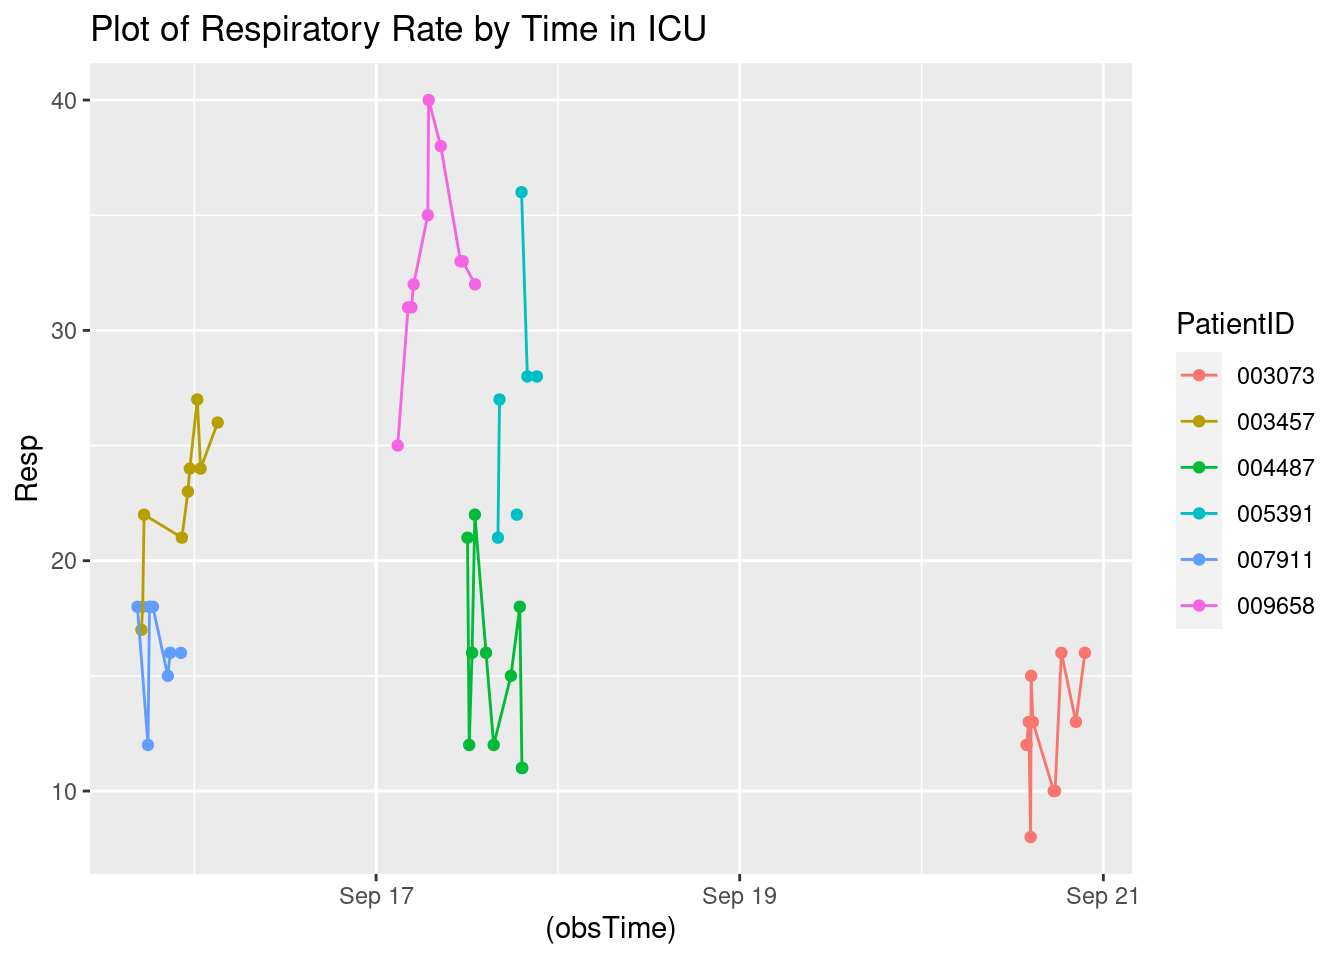 Plot of Respiratory Rate by Time in ICU
40
30
20
10
Resp
Sep 17
Sep 19
Sep 21
(obsTime)
PatientID
003073
003457
004487
005391
007911
009658